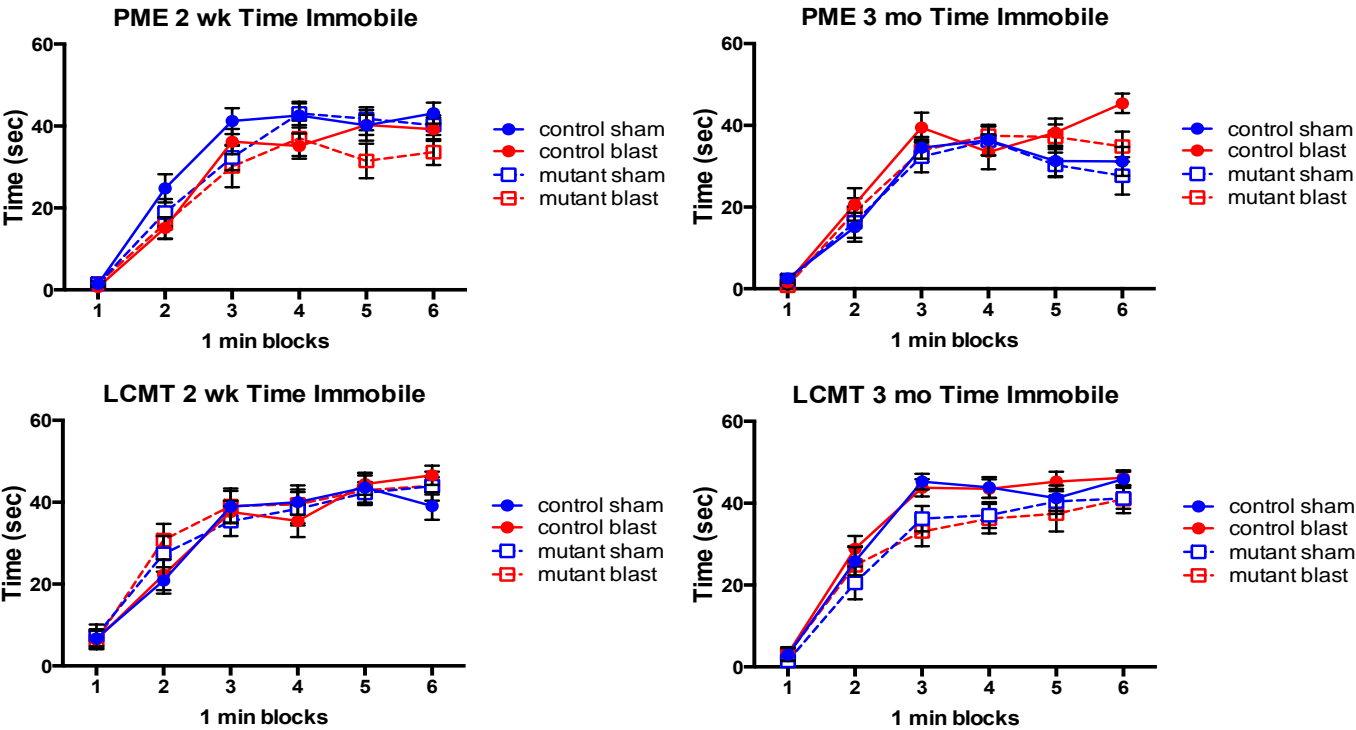 PME 2 wk Time Immobile
60
40
20
0
Time (sec)
1 2 3 4 5 6
1 min blocks
control sham
control blast
mutant sham
mutant blast
PME 3 mo Time Immobile
60
40
20
0
Time (sec)
1 2 3 4 5 6
1 min blocks
control sham
control blast
mutant sham
mutant blast
LCMT 2 wk Time Immobile
60
40
20
0
Time (sec)
1 2 3 4 5 6
1 min blocks
control sham
control blast
mutant sham
mutant blast
LCMT 3 mo Time Immobile
60
40
20
0
Time (sec)
1 2 3 4 5 6
1 min blocks
control sham
control blast
mutant sham
mutant blast